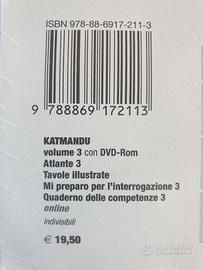 ISBN 978-88-6917-211-3
9 788869 172113
KATMANDU
volume 3 con DVD-Rom
Atlante 3
Tavole illustrate
Mi preparo per l'interrogazione 3
Quaderno delle competenze 3
online
indivisibili
€ 19,50
subito